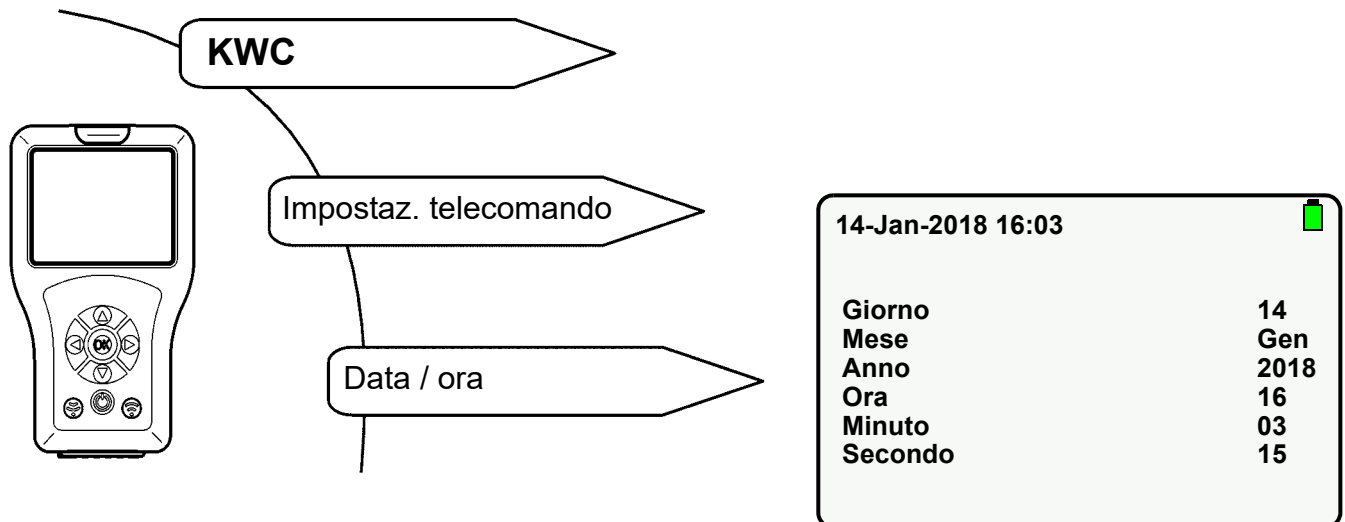 KWC
Impostaz. telecomando
Data / ora
OK
14-Jan-2018 16:03
Giorno 14
Mese Gen
Anno 2018
Ora 16
Minuto 03
Secondo 15